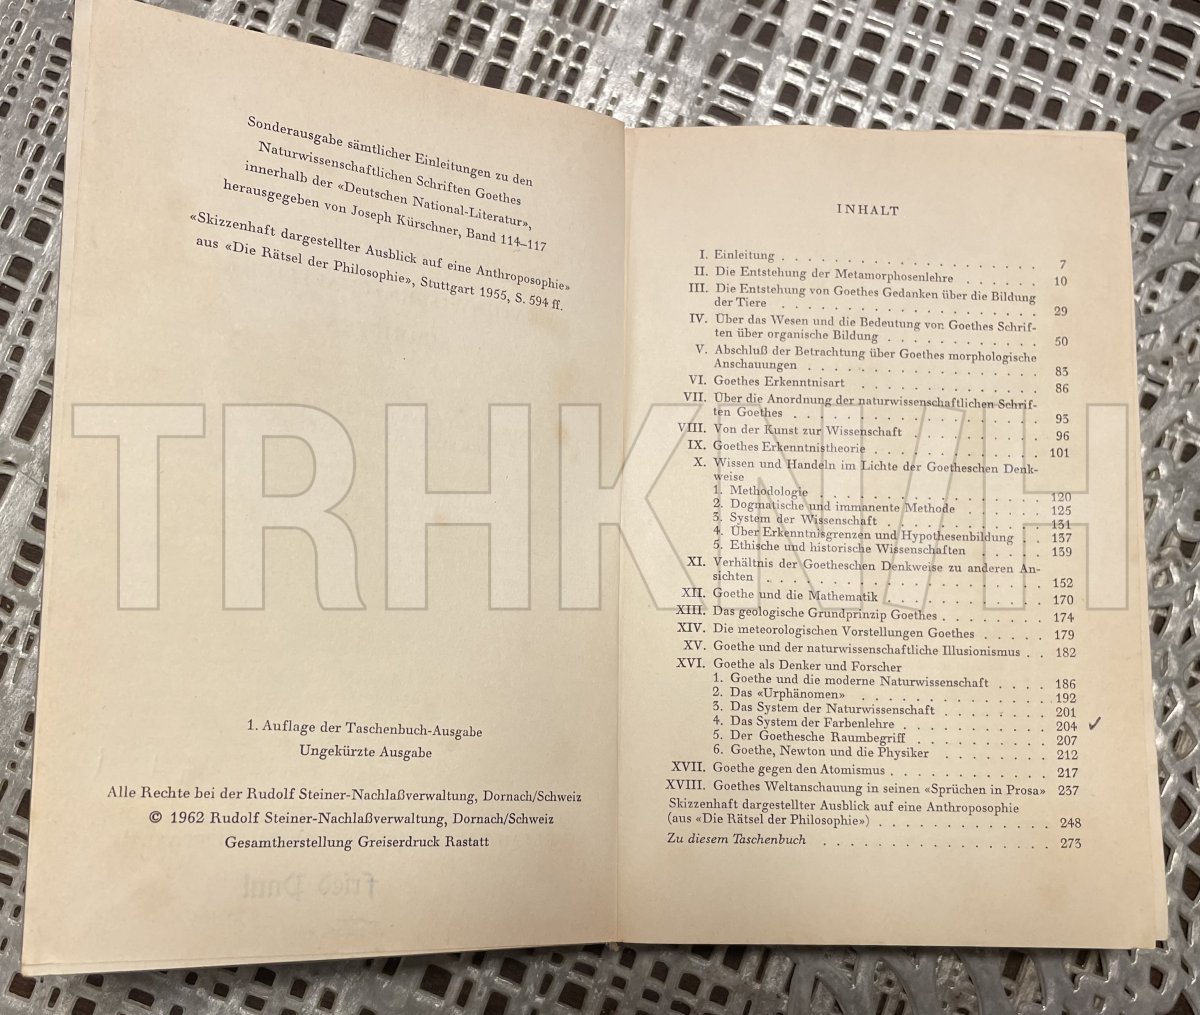 Sonderausgabe sämtlicher Einleitungen zu den
Naturwissenschaftlichen Schriften Goethes
innerhalb der «Deutschen National-Literatur»,
herausgegeben von Joseph Kürschner, Band 114–117
«Skizzenhaft dargestellter Ausblick auf eine Anthroposophie»
aus «Die Rätsel der Philosophie», Stuttgart 1955, S. 594 ff.
1. Auflage der Taschenbuch-Ausgabe
Ungekürzte Ausgabe
Alle Rechte bei der Rudolf Steiner-Nachlaßverwaltung, Dornach/Schweiz
© 1962 Rudolf Steiner-Nachlaßverwaltung, Dornach/Schweiz
Gesamtherstellung Greiserdruck Rastatt
INHALT
I. Einleitung . . . . . . . . . . . . . . . . . . . . 7
II. Die Entstehung der Metamorphosenlehre . . . . . . 10
III. Die Entstehung von Goethes Gedanken über die Bildung
der Tiere . . . . . . . . . . . . . . . . . . . . 29
IV. Über das Wesen und die Bedeutung von Goethes Schrif-
ten über organische Bildung . . . . . . . . . . . . 50
V. Abschluß der Betrachtung über Goethes morphologische
Anschauungen . . . . . . . . . . . . . . . . . . 83
VI. Goethes Erkenntnisart . . . . . . . . . . . . . . . 86
VII. Über die Anordnung der naturwissenschaftlichen Schrif-
ten Goethes . . . . . . . . . . . . . . . . . . . 93
VIII. Von der Kunst zur Wissenschaft . . . . . . . . . . 96
IX. Goethes Erkenntnistheorie . . . . . . . . . . . . . 101
X. Wissen und Handeln im Lichte der Goetheschen Denk-
weise
1. Methodologie . . . . . . . . . . . . . . . . . . 120
2. Dogmatische und immanente Methode . . . . . . . 125
3. System der Wissenschaft . . . . . . . . . . . . . 131
4. Über Erkenntnisgrenzen und Hypothesenbildung . . 137
5. Ethische und historische Wissenschaften . . . . . 139
XI. Verhältnis der Goetheschen Denkweise zu anderen An-
sichten . . . . . . . . . . . . . . . . . . . . . 152
XII. Goethe und die Mathematik . . . . . . . . . . . . 170
XIII. Das geologische Grundprinzip Goethes . . . . . . . . 174
XIV. Die meteorologischen Vorstellungen Goethes . . . . . 179
XV. Goethe und der naturwissenschaftliche Illusionismus . . 182
XVI. Goethe als Denker und Forscher
1. Goethe und die moderne Naturwissenschaft . . . . 186
2. Das «Urphänomen» . . . . . . . . . . . . . . . 192
3. Das System der Naturwissenschaft . . . . . . . . 201
4. Das System der Farbenlehre . . . . . . . . . . . 204 ✓
5. Der Goethesche Raumbegriff . . . . . . . . . . . 207
6. Goethe, Newton und die Physiker . . . . . . . . . 212
XVII. Goethe gegen den Atomismus . . . . . . . . . . . . 217
XVIII. Goethes Weltanschauung in seinen «Sprüchen in Prosa» 237
Skizzenhaft dargestellter Ausblick auf eine Anthroposophie
(aus «Die Rätsel der Philosophie») . . . . . . . . . . . . . 248
Zu diesem Taschenbuch . . . . . . . . . . . . . . . . . . 273
TRHKN/H